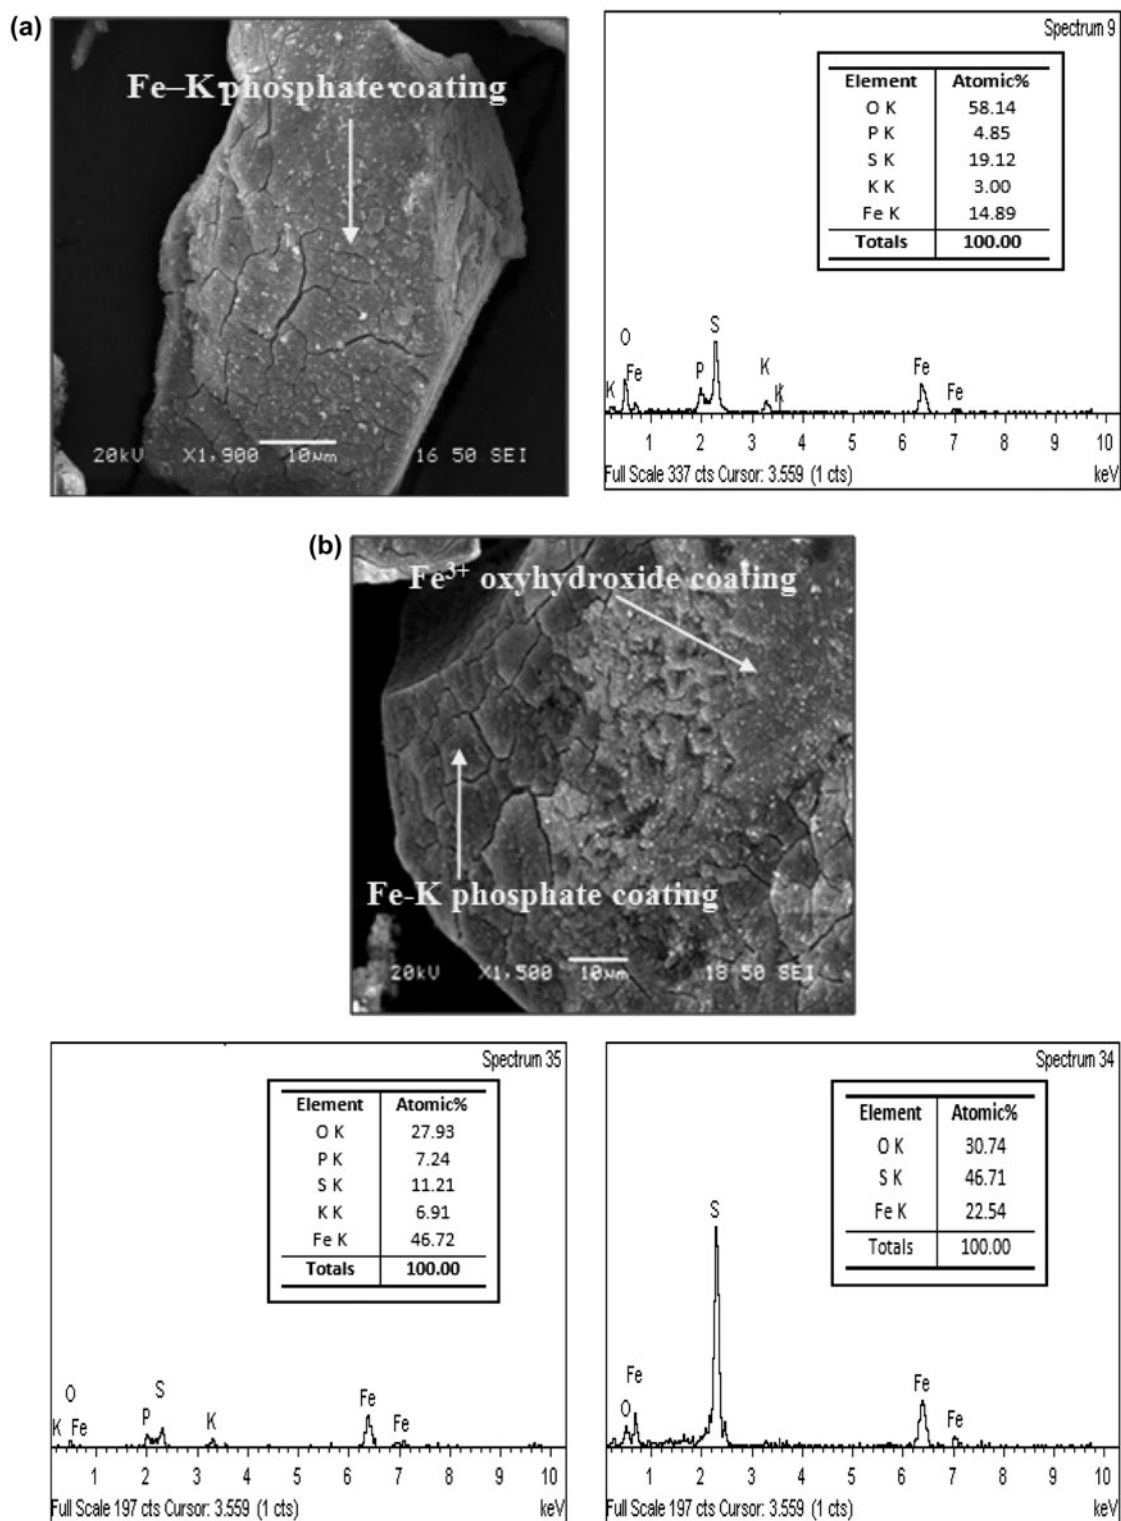 (a)
Fe–K phosphate coating
20kV X1,900 10µm 16 50 SEI
Spectrum 9
Element Atomic%
O K 58.14
P K 4.85
S K 19.12
K K 3.00
Fe K 14.89
Totals 100.00
O
S
K
Fe
P
K
K
Fe
Fe
1 2 3 4 5 6 7 8 9 10
Full Scale 337 cts Cursor: 3.559 (1 cts) keV
(b)
Fe3+ oxyhydroxide coating
Fe-K phosphate coating
20kV X1,500 10µm 18 50 SEI
Spectrum 35
Element Atomic%
O K 27.93
P K 7.24
S K 11.21
K K 6.91
Fe K 46.72
Totals 100.00
O
S
K Fe
P
K
Fe
Fe
1 2 3 4 5 6 7 8 9 10
Full Scale 197 cts Cursor: 3.559 (1 cts) keV
Spectrum 34
Element Atomic%
O K 30.74
S K 46.71
Fe K 22.54
Totals 100.00
S
Fe
O
Fe
Fe
1 2 3 4 5 6 7 8 9 10
Full Scale 197 cts Cursor: 3.559 (1 cts) keV